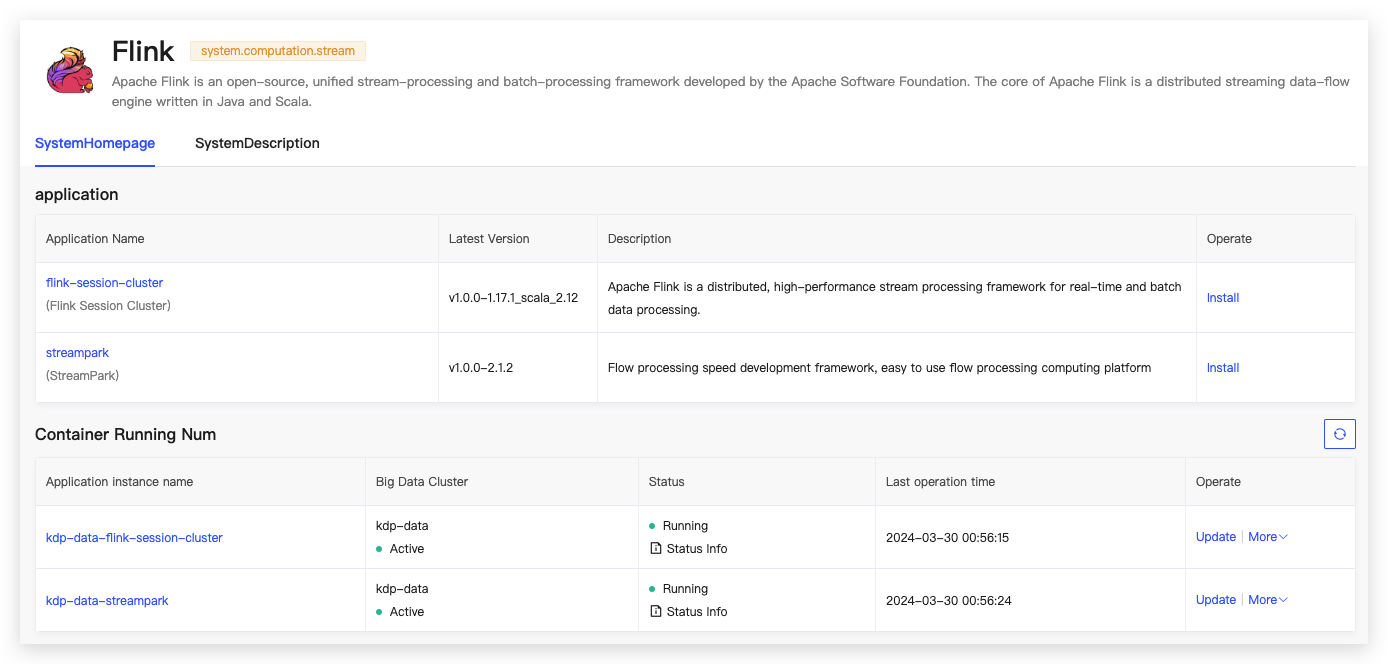 Flink system.computation.stream
Apache Flink is an open-source, unified stream-processing and batch-processing framework developed by the Apache Software Foundation. The core of Apache Flink is a distributed streaming data-flow
engine written in Java and Scala.
SystemHomepage SystemDescription
application
Application Name Latest Version Description Operate
flink-session-cluster
(Flink Session Cluster)
v1.0.0-1.17.1_scala_2.12
Apache Flink is a distributed, high-performance stream processing framework for real-time and batch
data processing.
Install
streampark
(StreamPark)
v1.0.0-2.1.2
Flow processing speed development framework, easy to use flow processing computing platform
Install
Container Running Num
Application instance name Big Data Cluster Status Last operation time Operate
kdp-data-flink-session-cluster
kdp-data
Active
Running
Status Info
2024-03-30 00:56:15
Update More
kdp-data-streampark
kdp-data
Active
Running
Status Info
2024-03-30 00:56:24
Update More